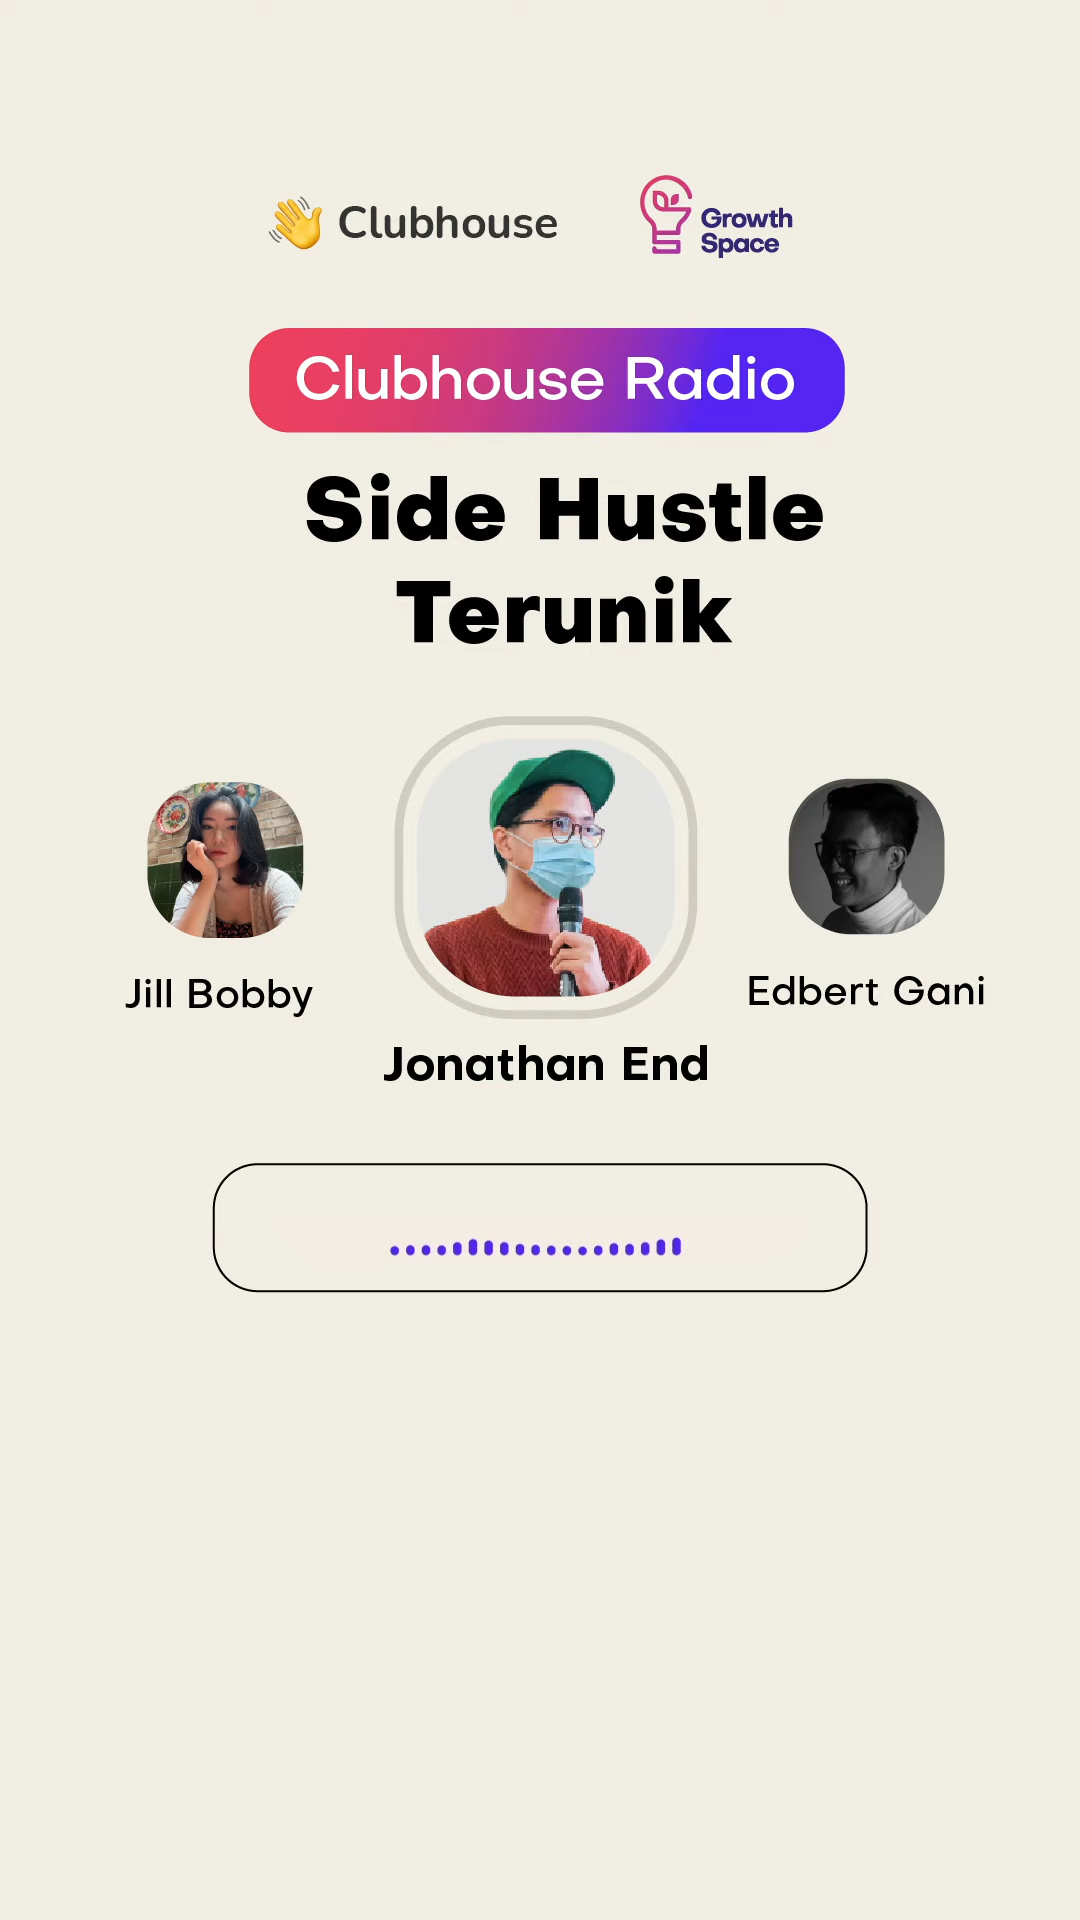 Clubhouse
Growth
Space
Clubhouse Radio
Side Hustle
Terunik
Jill Bobby
Edbert Gani
Jonathan End